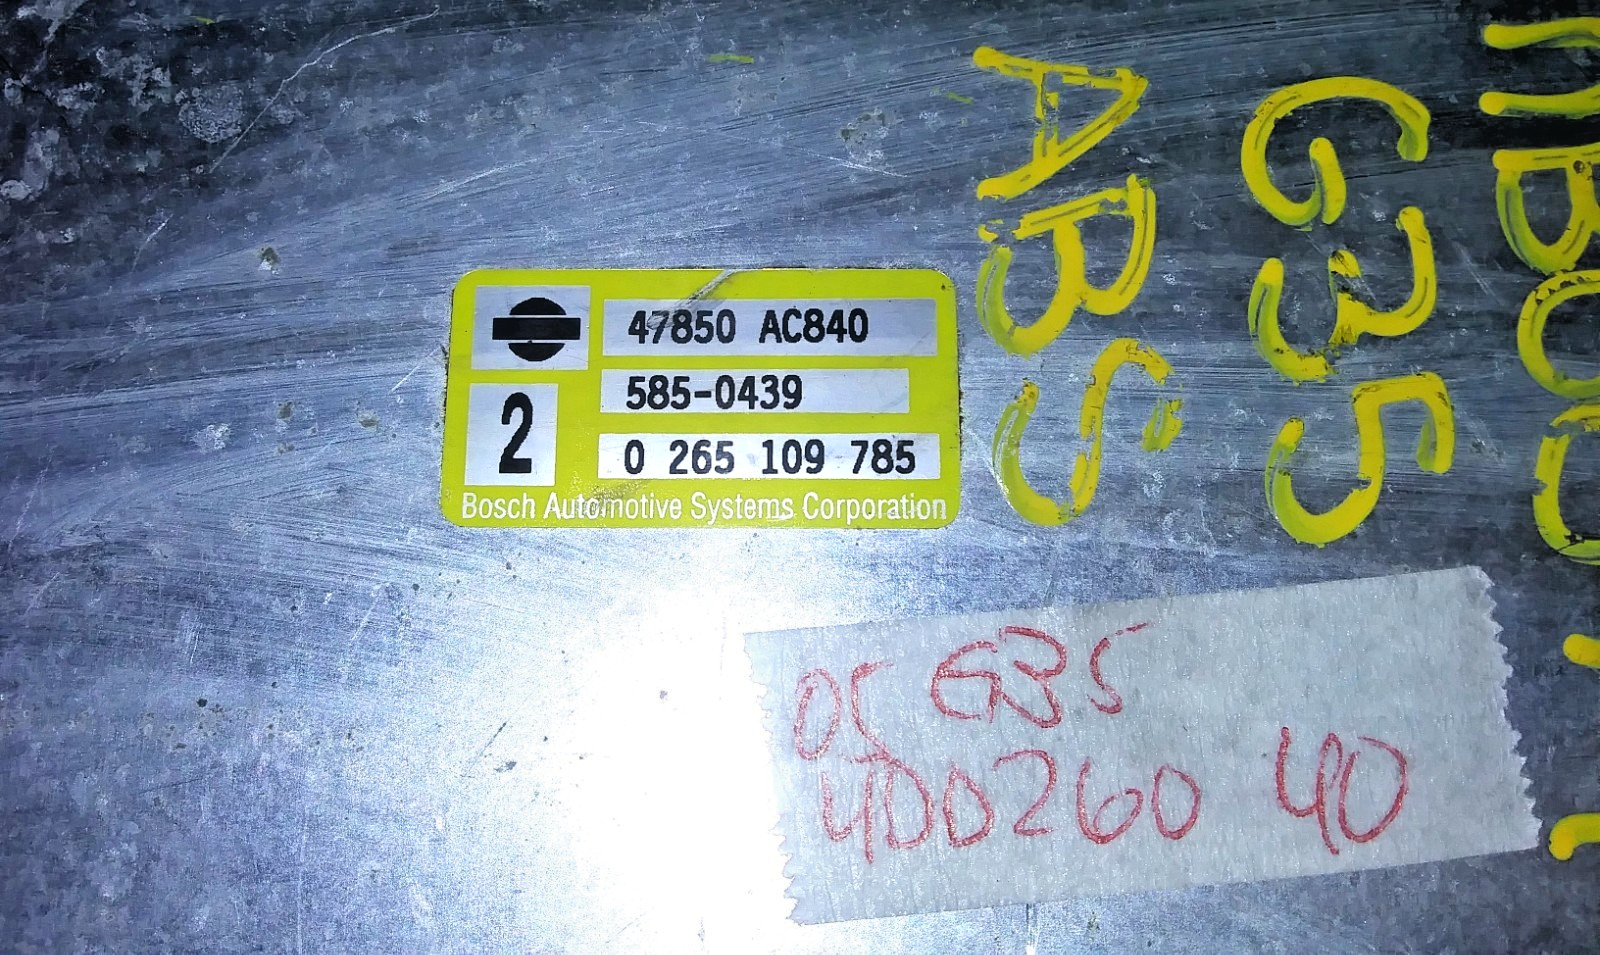 47850 AC840
585-0439
2
0 265 109 785
Bosch Automotive Systems Corporation
ABS
G35
05 G35
400260 40